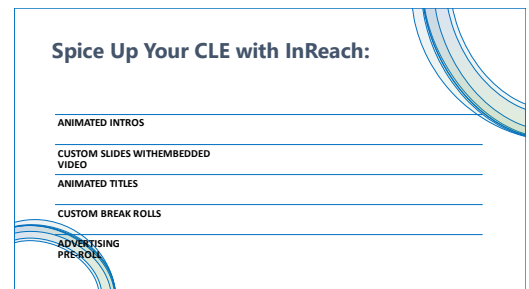 Spice Up Your CLE with InReach:
ANIMATED INTROS
CUSTOM SLIDES WITHEMBEDDED
VIDEO
ANIMATED TITLES
CUSTOM BREAK ROLLS
ADVERTISING
PRE-ROLL